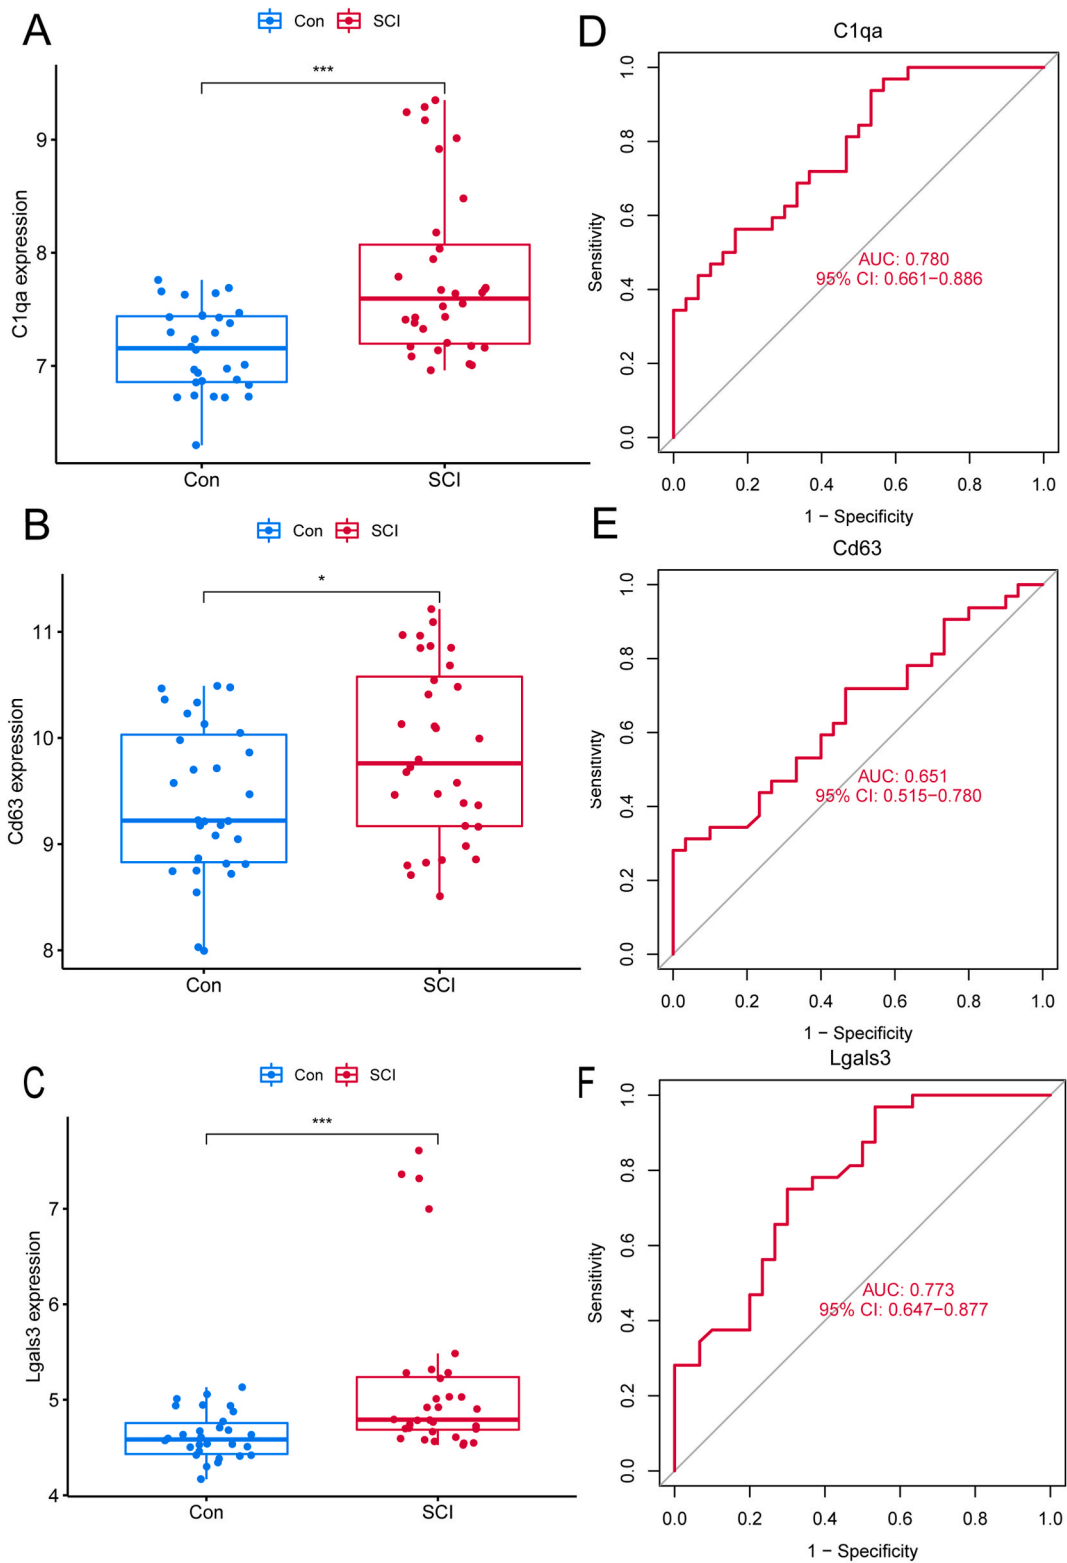 A
Con SCI
***
C1qa expression
9
8
7
Con SCI
D
C1qa
Sensitivity
1.0
0.8
0.6
0.4
0.2
0.0
AUC: 0.780
95% CI: 0.661−0.886
0.0 0.2 0.4 0.6 0.8 1.0
1 − Specificity
B
Con SCI
*
Cd63 expression
11
10
9
8
Con SCI
E
Cd63
Sensitivity
1.0
0.8
0.6
0.4
0.2
0.0
AUC: 0.651
95% CI: 0.515−0.780
0.0 0.2 0.4 0.6 0.8 1.0
1 − Specificity
C
Con SCI
***
Lgals3 expression
7
6
5
4
Con SCI
F
Lgals3
Sensitivity
1.0
0.8
0.6
0.4
0.2
0.0
AUC: 0.773
95% CI: 0.647−0.877
0.0 0.2 0.4 0.6 0.8 1.0
1 − Specificity